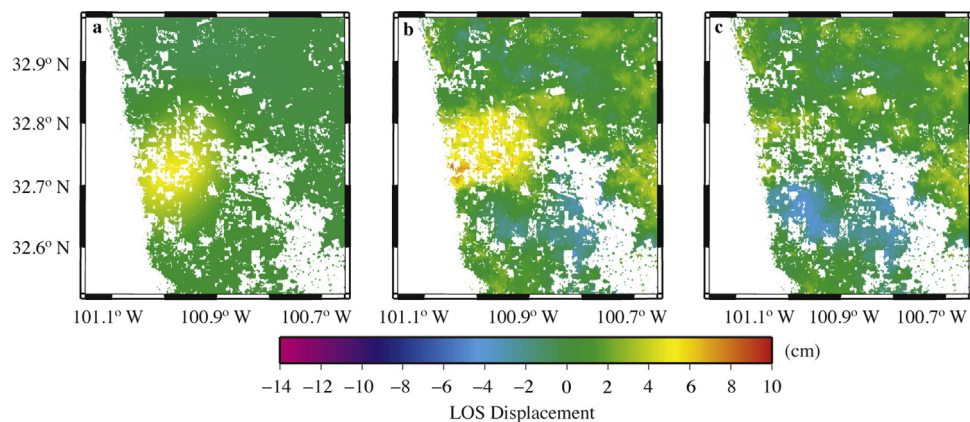 a b c
32.9° N
32.8° N
32.7° N
32.6° N
101.1° W 100.9° W 100.7° W 101.1° W 100.9° W 100.7° W 101.1° W 100.9° W 100.7° W
(cm)
−14 −12 −10 −8 −6 −4 −2 0 2 4 6 8 10
LOS Displacement